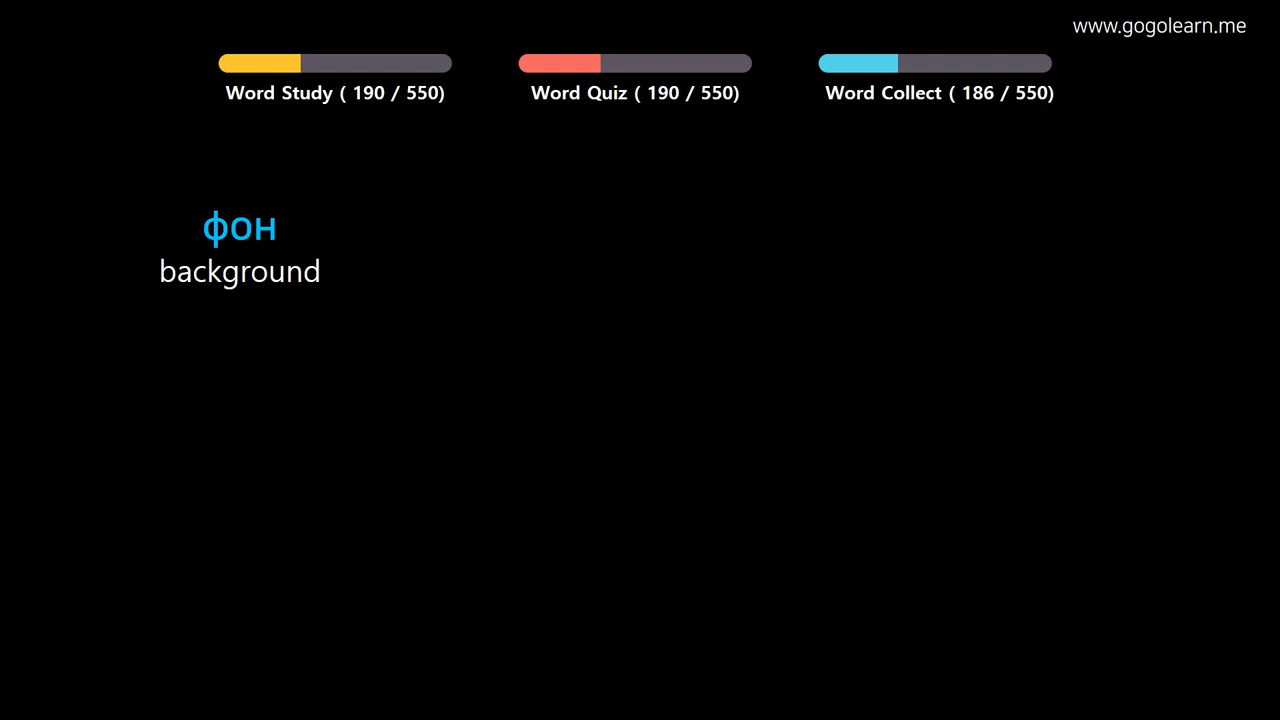 www.gogolearn.me
Word Study ( 190 / 550)
Word Quiz ( 190 / 550)
Word Collect ( 186 / 550)
фон
background